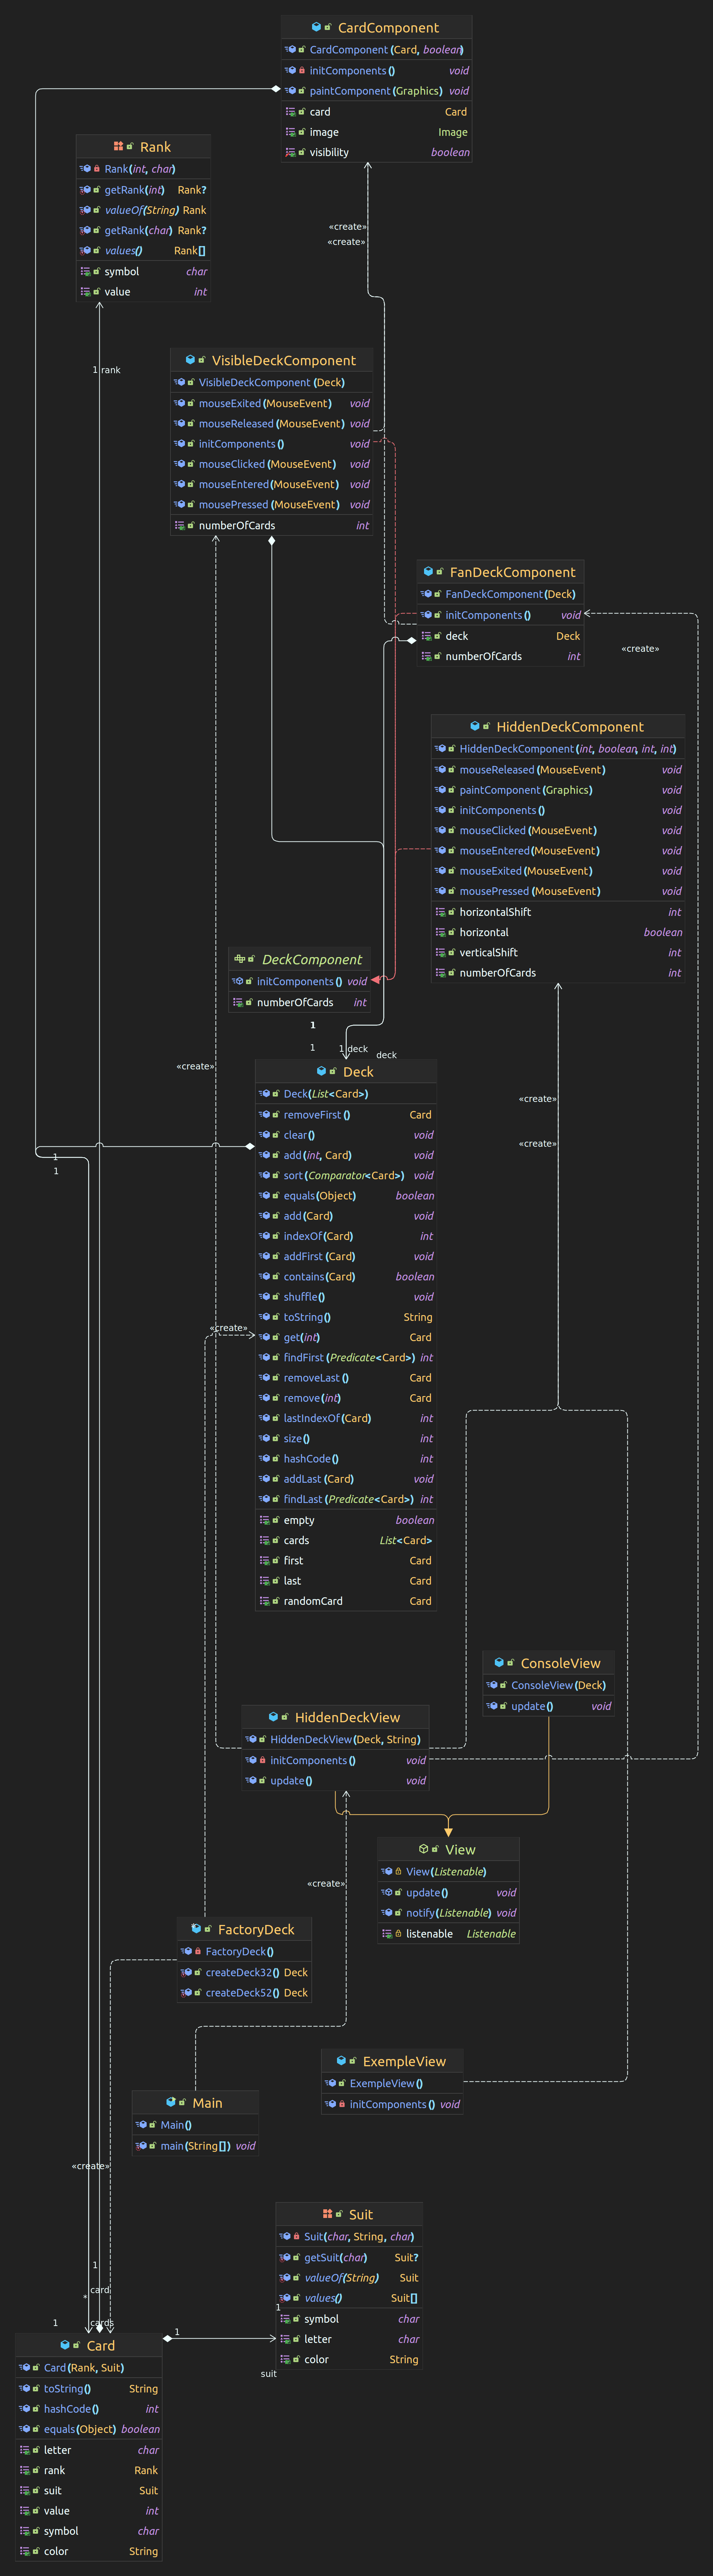 CardComponent
CardComponent(Card, boolean)
initComponents() void
paintComponent(Graphics) void
card Card
image Image
visibility boolean
Rank
Rank(int, char)
getRank(int) Rank?
valueOf(String) Rank
getRank(char) Rank?
values() Rank[]
symbol char
value int
«create»
«create»
1 rank
VisibleDeckComponent
VisibleDeckComponent(Deck)
mouseExited(MouseEvent) void
mouseReleased(MouseEvent) void
initComponents() void
mouseClicked(MouseEvent) void
mouseEntered(MouseEvent) void
mousePressed(MouseEvent) void
numberOfCards int
FanDeckComponent
FanDeckComponent(Deck)
initComponents() void
deck Deck
numberOfCards int
«create»
HiddenDeckComponent
HiddenDeckComponent(int, boolean, int, int)
mouseReleased(MouseEvent) void
paintComponent(Graphics) void
initComponents() void
mouseClicked(MouseEvent) void
mouseEntered(MouseEvent) void
mouseExited(MouseEvent) void
mousePressed(MouseEvent) void
horizontalShift int
horizontal boolean
verticalShift int
numberOfCards int
DeckComponent
initComponents() void
numberOfCards int
1
1
1 deck
deck
«create»
«create»
«create»
Deck
Deck(List<Card>)
removeFirst() Card
clear() void
add(int, Card) void
sort(Comparator<Card>) void
equals(Object) boolean
add(Card) void
indexOf(Card) int
addFirst(Card) void
contains(Card) boolean
shuffle() void
toString() String
get(int) Card
findFirst(Predicate<Card>) int
removeLast() Card
remove(int) Card
lastIndexOf(Card) int
size() int
hashCode() int
addLast(Card) void
findLast(Predicate<Card>) int
empty boolean
cards List<Card>
first Card
last Card
randomCard Card
1
1
«create»
ConsoleView
ConsoleView(Deck)
update() void
HiddenDeckView
HiddenDeckView(Deck, String)
initComponents() void
update() void
View
View(Listenable)
update() void
notify(Listenable) void
listenable Listenable
«create»
FactoryDeck
FactoryDeck()
createDeck32() Deck
createDeck52() Deck
ExempleView
ExempleView()
initComponents() void
Main
Main()
main(String[]) void
«create»
Suit
Suit(char, String, char)
getSuit(char) Suit?
valueOf(String) Suit
values() Suit[]
symbol char
letter char
color String
1
card
*
1
cards
1
1
suit
Card
Card(Rank, Suit)
toString() String
hashCode() int
equals(Object) boolean
letter char
rank Rank
suit Suit
value int
symbol char
color String